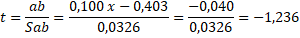 t = ab/Sab = 0,100 x - 0,403/0,0326 = -0,040/0,0326 = -1,236